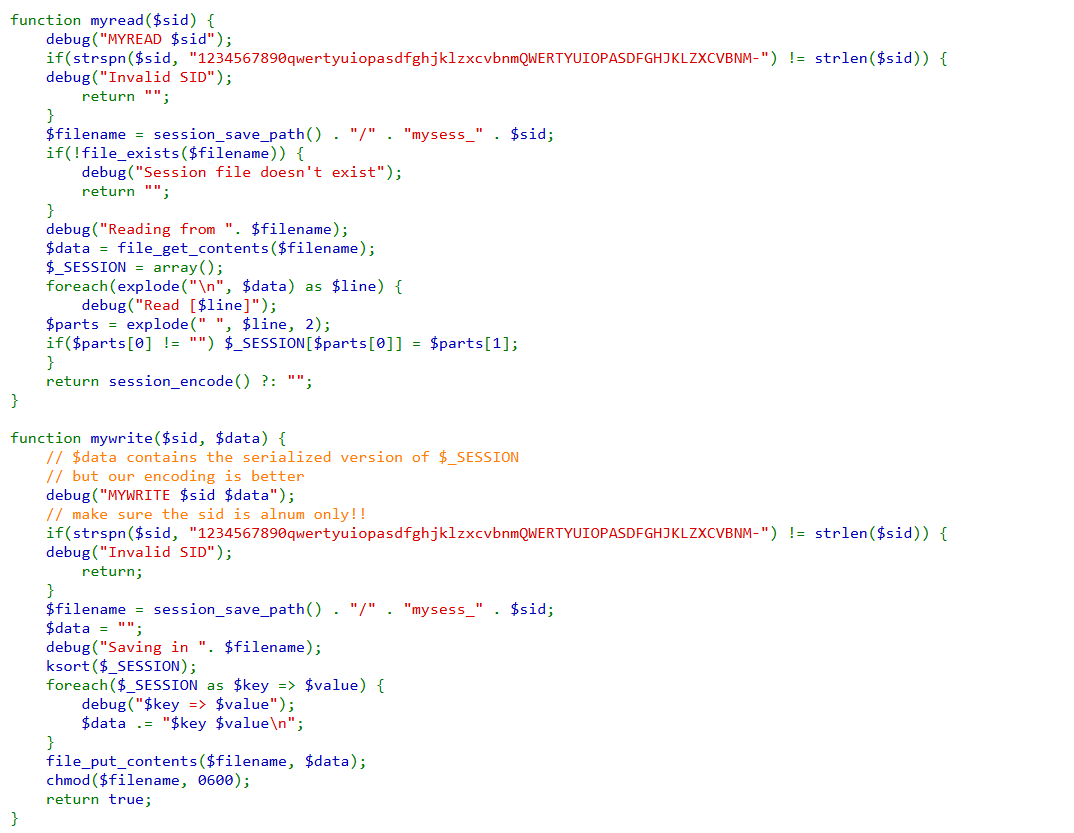 function myread($sid) {
    debug("MYREAD $sid");
    if(strspn($sid, "1234567890qwertyuiopasdfghjklzxcvbnmQWERTYUIOPASDFGHJKLZXCVBNM-") != strlen($sid)) {
    debug("Invalid SID");
        return "";
    }
    $filename = session_save_path() . "/" . "mysess_" . $sid;
    if(!file_exists($filename)) {
        debug("Session file doesn't exist");
        return "";
    }
    debug("Reading from ". $filename);
    $data = file_get_contents($filename);
    $_SESSION = array();
    foreach(explode("\n", $data) as $line) {
        debug("Read [$line]");
    $parts = explode(" ", $line, 2);
    if($parts[0] != "") $_SESSION[$parts[0]] = $parts[1];
    }
    return session_encode() ?: "";
}

function mywrite($sid, $data) {
    // $data contains the serialized version of $_SESSION
    // but our encoding is better
    debug("MYWRITE $sid $data");
    // make sure the sid is alnum only!!
    if(strspn($sid, "1234567890qwertyuiopasdfghjklzxcvbnmQWERTYUIOPASDFGHJKLZXCVBNM-") != strlen($sid)) {
    debug("Invalid SID");
        return;
    }
    $filename = session_save_path() . "/" . "mysess_" . $sid;
    $data = "";
    debug("Saving in ". $filename);
    ksort($_SESSION);
    foreach($_SESSION as $key => $value) {
        debug("$key => $value");
        $data .= "$key $value\n";
    }
    file_put_contents($filename, $data);
    chmod($filename, 0600);
    return true;
}